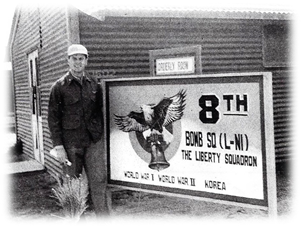 ORDERLY ROOM
8TH
BOMB SQ (L-NI)
THE LIBERTY SQUADRON
WORLD WAR I WORLD WAR II KOREA